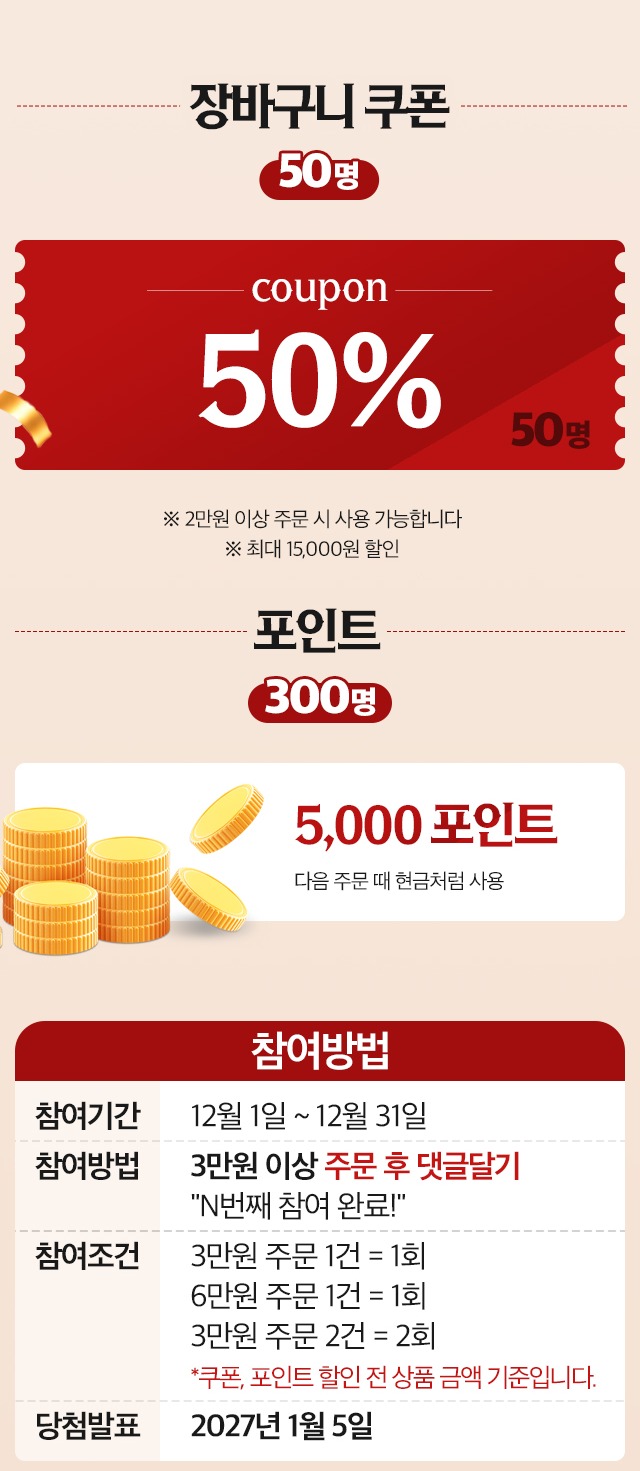 장바구니 쿠폰
50명
coupon
50%
50명
※ 2만원 이상 주문 시 사용 가능합니다
※ 최대 15,000원 할인
포인트
300명
5,000 포인트
다음 주문 때 현금처럼 사용
참여방법
참여기간 12월 1일 ~ 12월 31일
참여방법 3만원 이상 주문 후 댓글달기
"N번째 참여 완료!"
참여조건 3만원 주문 1건 = 1회
6만원 주문 1건 = 1회
3만원 주문 2건 = 2회
*쿠폰, 포인트 할인 전 상품 금액 기준입니다.
당첨발표 2027년 1월 5일